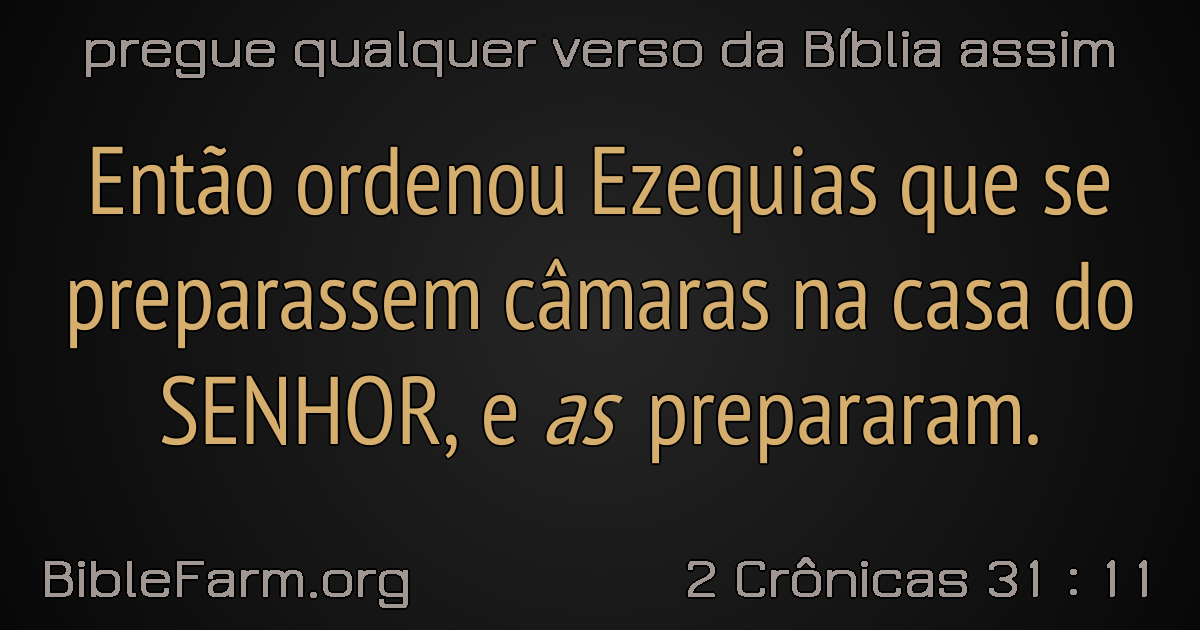 pregue qualquer verso da Bíblia assim
Então ordenou Ezequias que se
preparassem câmaras na casa do
SENHOR, e as prepararam.
BibleFarm.org
2 Crônicas 31 : 11